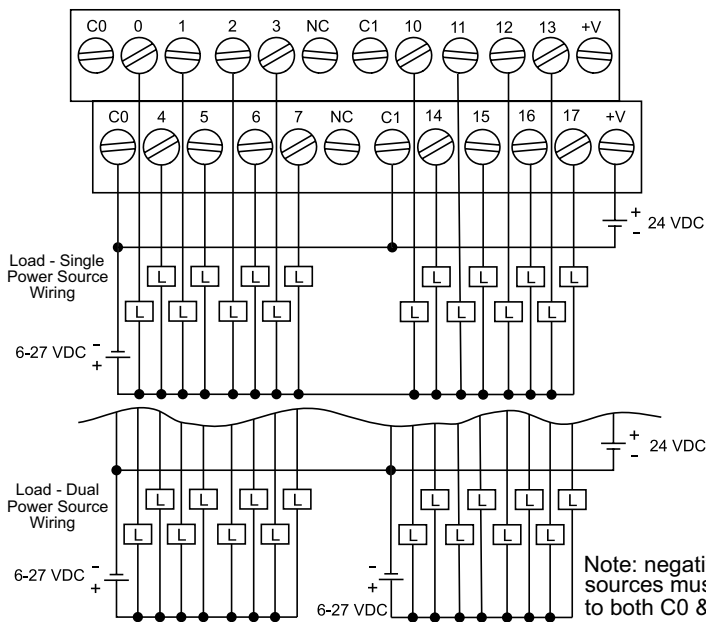 C0 0 1 2 3 NC C1 10 11 12 13 +V
C0 4 5 6 7 NC C1 14 15 16 17 +V
+
-
24 VDC
Load - Single
Power Source
Wiring
L L L L L L L L
L L L L L L L L
6-27 VDC
-
+
+
-
24 VDC
Load - Dual
Power Source
Wiring
L L L L L L L L
L L L L L L L L
6-27 VDC
-
+
-
+
6-27 VDC
Note:
sources
to both C0 &